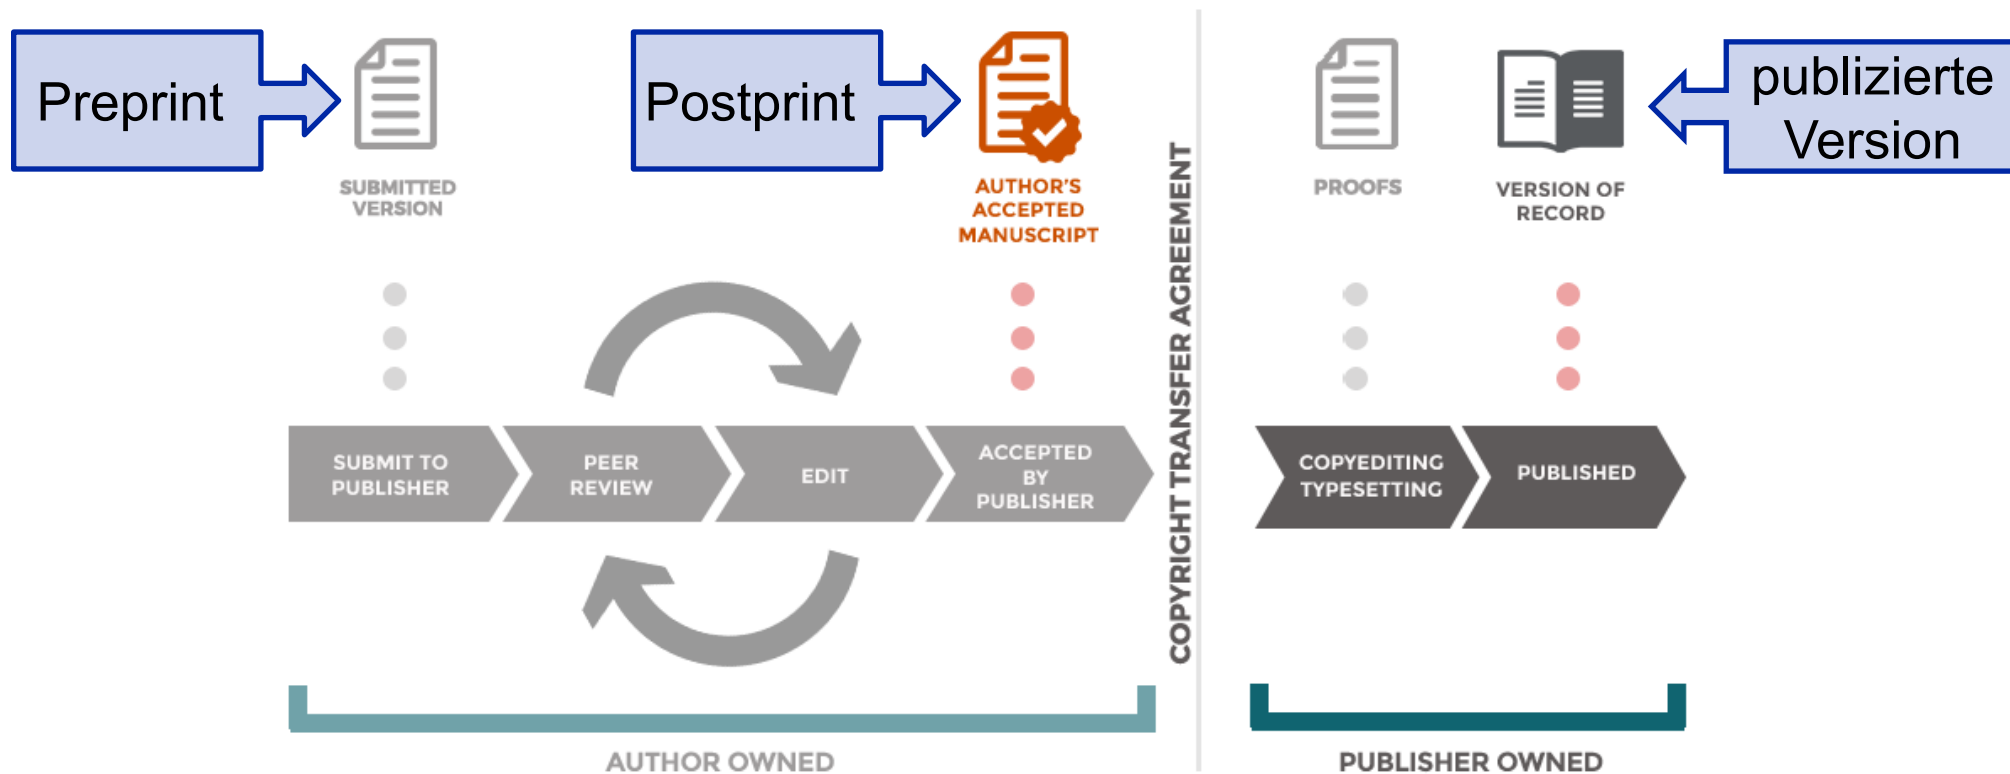 Preprint
Postprint
publizierte
Version
SUBMITTED
VERSION
AUTHOR'S
ACCEPTED
MANUSCRIPT
COPYRIGHT TRANSFER AGREEMENT
PROOFS
VERSION OF
RECORD
SUBMIT TO
PUBLISHER
PEER
REVIEW
EDIT
ACCEPTED
BY
PUBLISHER
COPYEDITING
TYPESETTING
PUBLISHED
AUTHOR OWNED
PUBLISHER OWNED